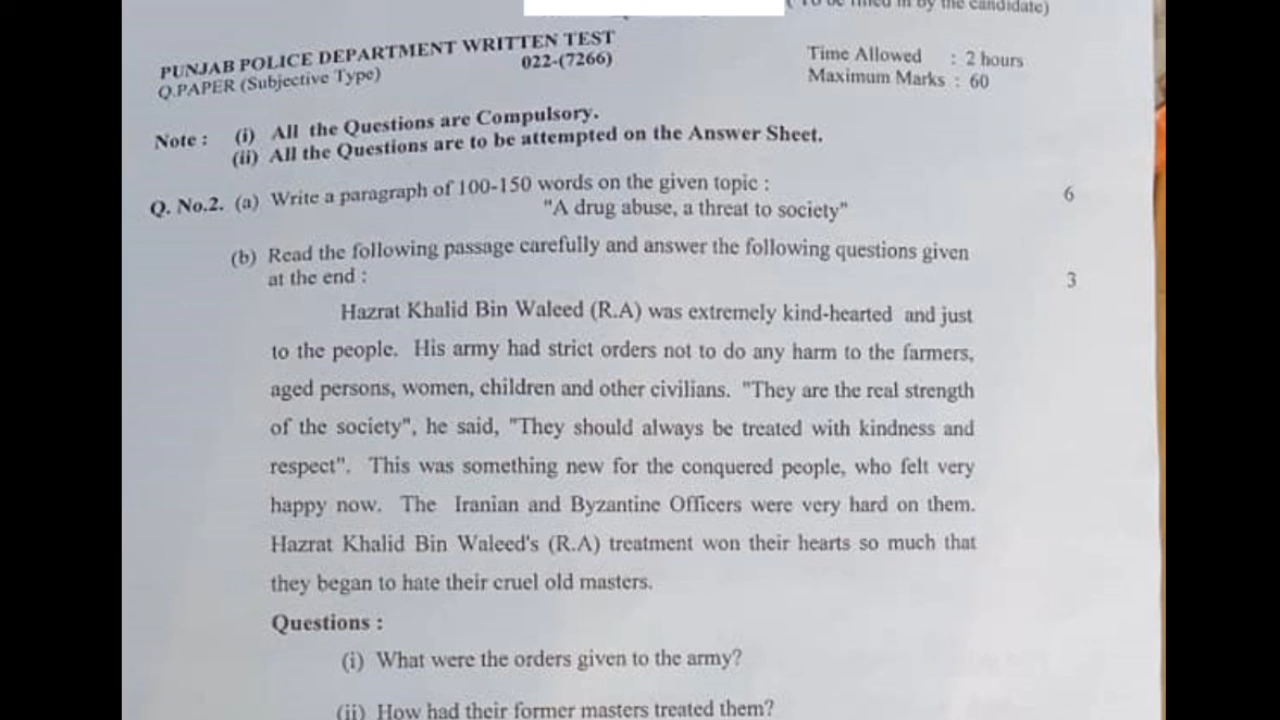 (To be filled in by the candidate)
PUNJAB POLICE DEPARTMENT WRITTEN TEST
Q.PAPER (Subjective Type)
022-(7266)
Time Allowed : 2 hours
Maximum Marks : 60
Note : (i) All the Questions are Compulsory.
(ii) All the Questions are to be attempted on the Answer Sheet.
Q. No.2. (a) Write a paragraph of 100-150 words on the given topic : 6
"A drug abuse, a threat to society"
(b) Read the following passage carefully and answer the following questions given
at the end : 3
Hazrat Khalid Bin Waleed (R.A) was extremely kind-hearted and just
to the people. His army had strict orders not to do any harm to the farmers,
aged persons, women, children and other civilians. "They are the real strength
of the society", he said, "They should always be treated with kindness and
respect". This was something new for the conquered people, who felt very
happy now. The Iranian and Byzantine Officers were very hard on them.
Hazrat Khalid Bin Waleed's (R.A) treatment won their hearts so much that
they began to hate their cruel old masters.
Questions :
(i) What were the orders given to the army?
(ii) How had their former masters treated them?